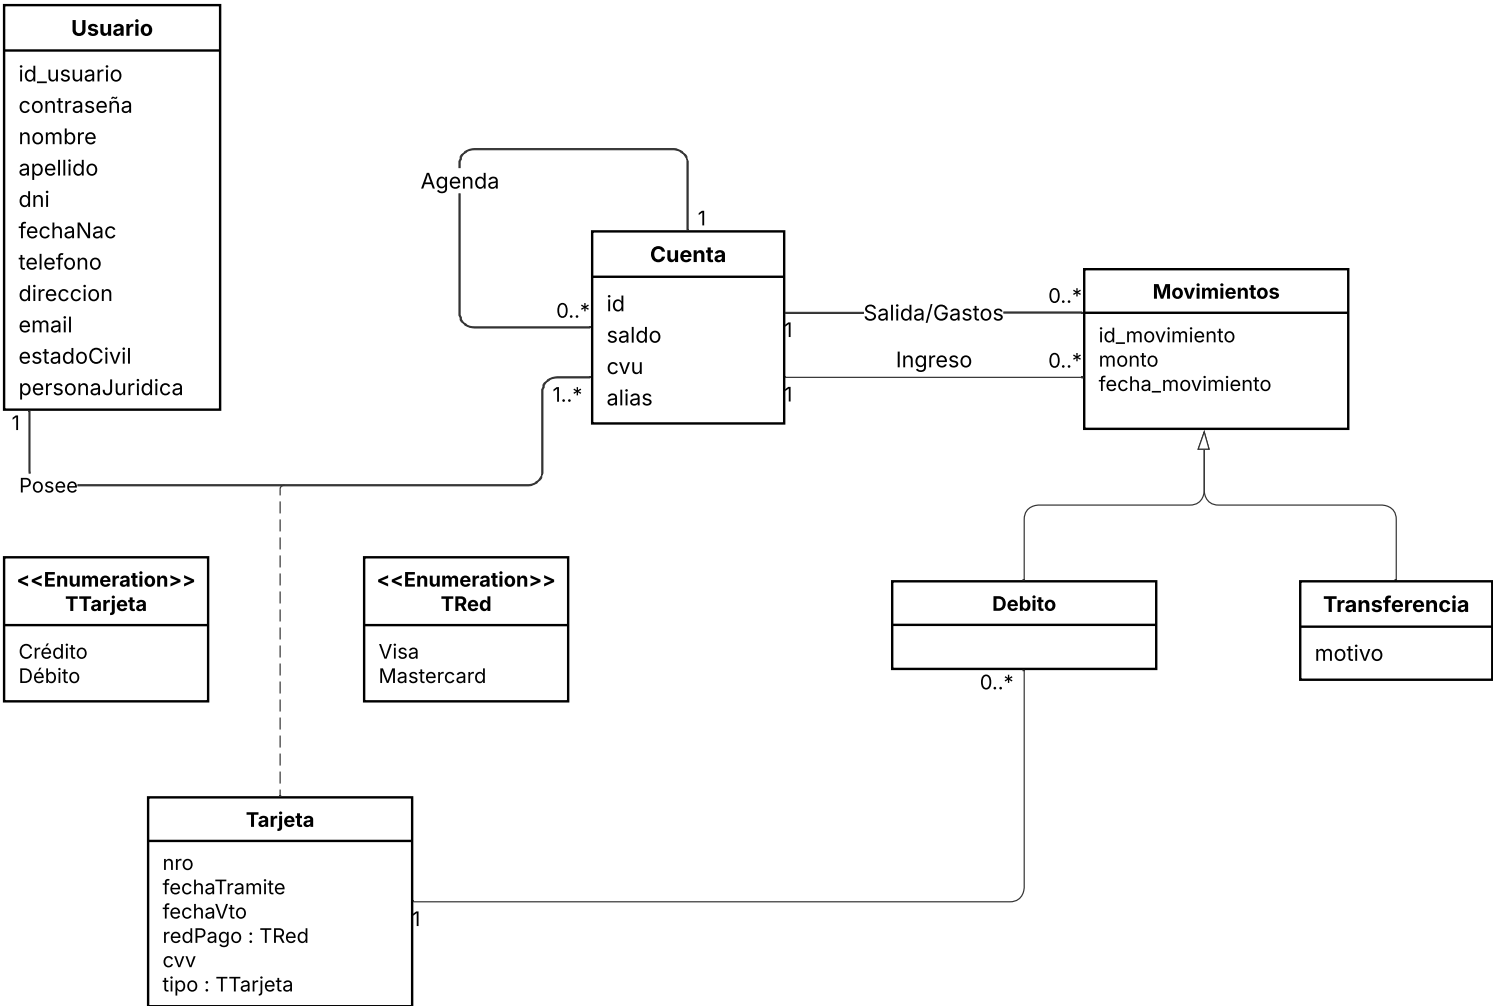 Usuario
id_usuario
contraseña
nombre
apellido
dni
fechaNac
telefono
direccion
email
estadoCivil
personaJuridica
1
Posee
Agenda
1
0..*
1..*
Cuenta
id
saldo
cvu
alias
Salida/Gastos
1
0..*
Ingreso
1
0..*
Movimientos
id_movimiento
monto
fecha_movimiento
<<Enumeration>>
TTarjeta
Crédito
Débito
<<Enumeration>>
TRed
Visa
Mastercard
Debito
0..*
Transferencia
motivo
Tarjeta
nro
fechaTramite
fechaVto
redPago : TRed
cvv
tipo : TTarjeta
1